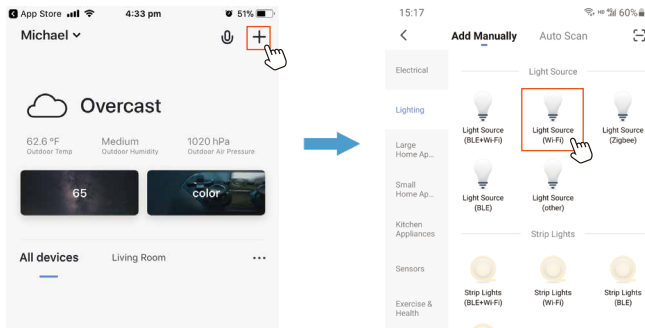 App Store
4:33 pm
51%
Michael
Overcast
62.6 °F
Medium
1020 hPa
Outdoor Temp
Outdoor Humidity
Outdoor Air Pressure
65
color
All devices
Living Room
15:17
HD 4G 60%
Add Manually
Auto Scan
Electrical
Light Source
Lighting
Light Source
(BLE+Wi-Fi)
Light Source
(Wi-Fi)
Light Source
(Zigbee)
Large
Home Ap...
Small
Home Ap...
Light Source
(BLE)
Light Source
(other)
Kitchen
Appliances
Strip Lights
Sensors
Strip Lights
(BLE+Wi-Fi)
Strip Lights
(Wi-Fi)
Strip Lights
(BLE)
Exercise &
Health